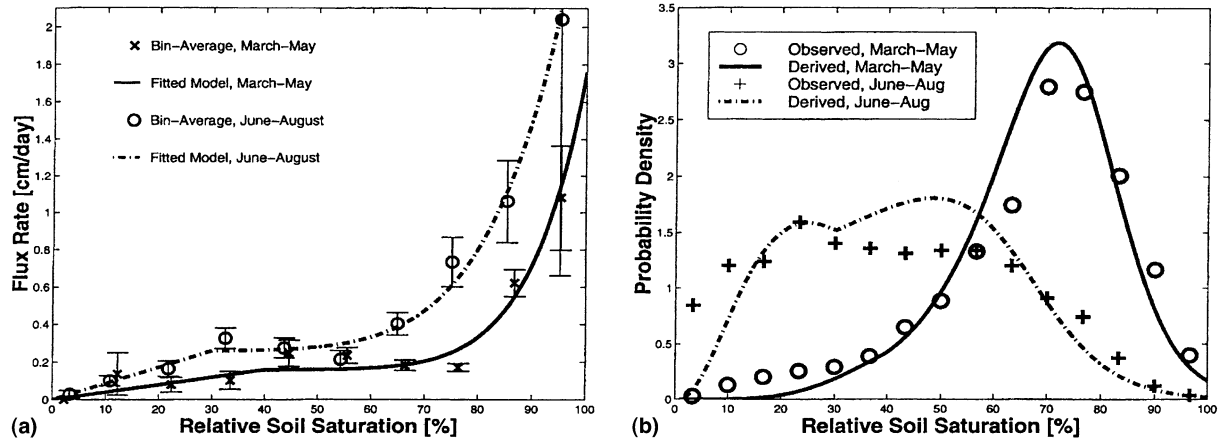 2
1.8
1.6
1.4
1.2
1
0.8
0.6
0.4
0.2
0
Flux Rate [cm/day]
Bin-Average, March-May
Fitted Model, March-May
Bin-Average, June-August
Fitted Model, June-August
0 10 20 30 40 50 60 70 80 90 100
Relative Soil Saturation [%]
(a)
3.5
3
2.5
2
1.5
1
0.5
0
Probability Density
Observed, March-May
Derived, March-May
Observed, June-Aug
Derived, June-Aug
0 10 20 30 40 50 60 70 80 90 100
Relative Soil Saturation [%]
(b)